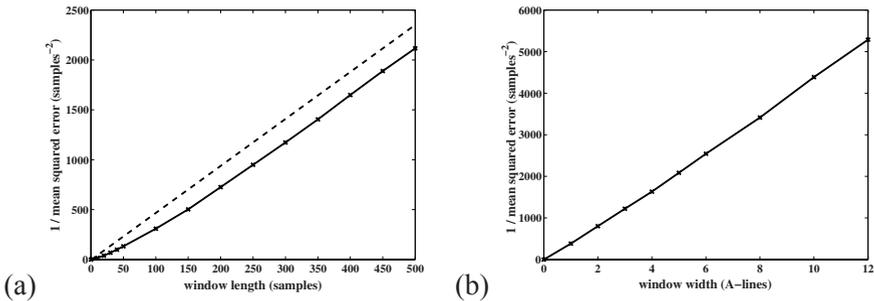 2500
2000
1500
1000
500
0
1 / mean squared error (samples⁻²)
0 50 100 150 200 250 300 350 400 450 500
window length (samples)
(a)
6000
5000
4000
3000
2000
1000
0
1 / mean squared error (samples⁻²)
0 2 4 6 8 10 12
window width (A−lines)
(b)